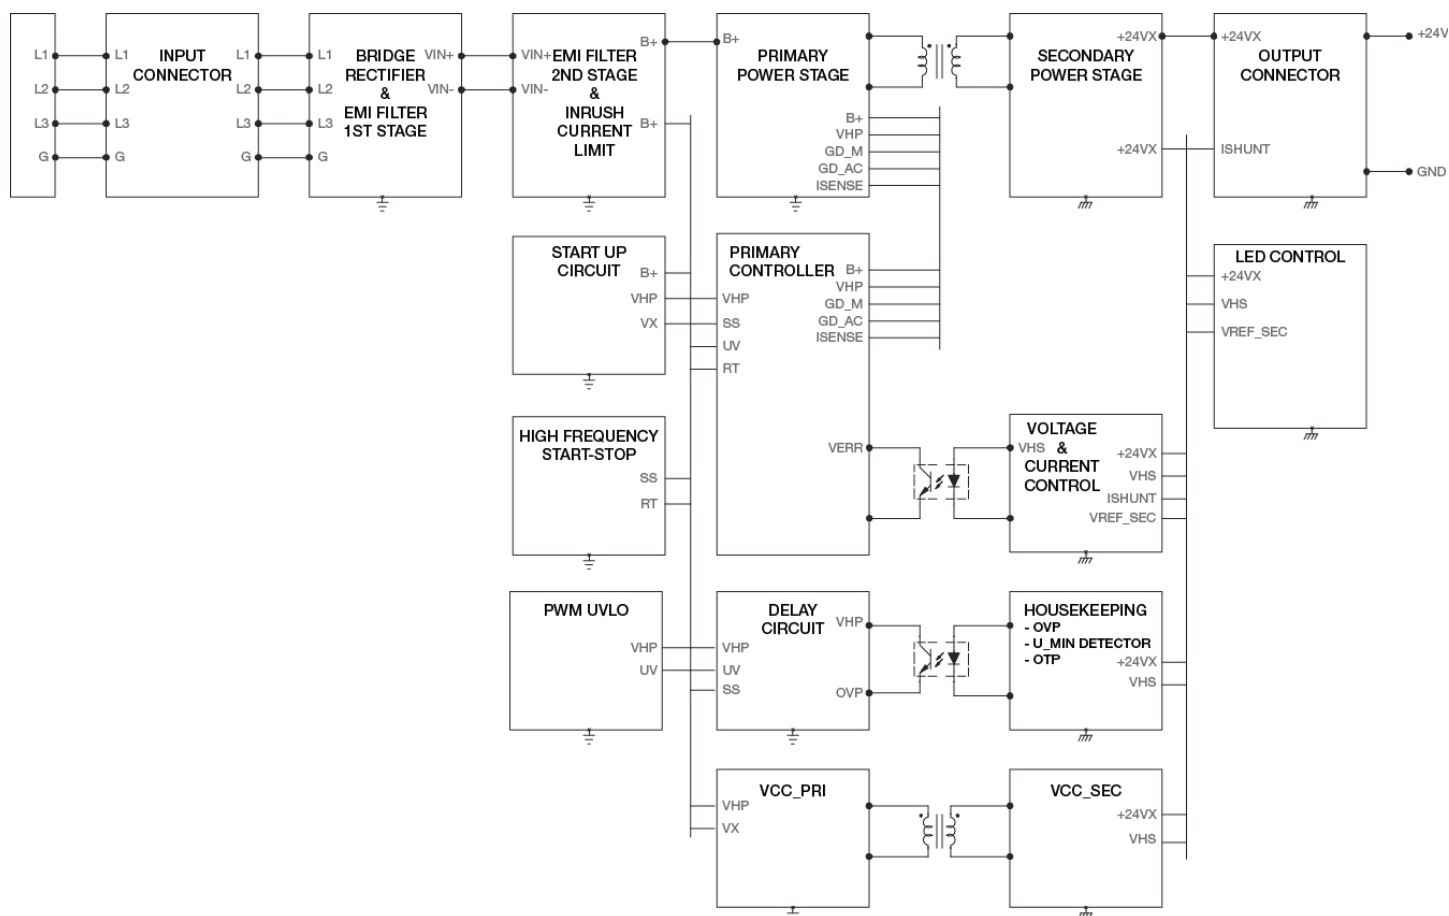 L1
L2
L3
G
INPUT
CONNECTOR
L1
L2
L3
G
L1
L2
L3
G
BRIDGE
RECTIFIER
&
EMI FILTER
1ST STAGE
L1
L2
L3
G
VIN+
VIN-
EMI FILTER
2ND STAGE
&
INRUSH
CURRENT
LIMIT
VIN+
VIN-
B+
B+
PRIMARY
POWER STAGE
B+
B+
VHP
GD_M
GD_AC
ISENSE
SECONDARY
POWER STAGE
+24VX
+24VX
OUTPUT
CONNECTOR
+24VX
ISHUNT
+24V
GND
START UP
CIRCUIT
B+
VHP
VX
PRIMARY
CONTROLLER
VHP
SS
UV
RT
B+
VHP
GD_M
GD_AC
ISENSE
VERR
LED CONTROL
+24VX
VHS
VREF_SEC
HIGH FREQUENCY
START-STOP
SS
RT
VOLTAGE
&
CURRENT
CONTROL
VHS
+24VX
VHS
ISHUNT
VREF_SEC
PWM UVLO
VHP
UV
DELAY
CIRCUIT
VHP
UV
SS
VHP
OVP
HOUSEKEEPING
- OVP
- U_MIN DETECTOR
- OTP
+24VX
VHS
VCC_PRI
VHP
VX
VCC_SEC
+24VX
VHS